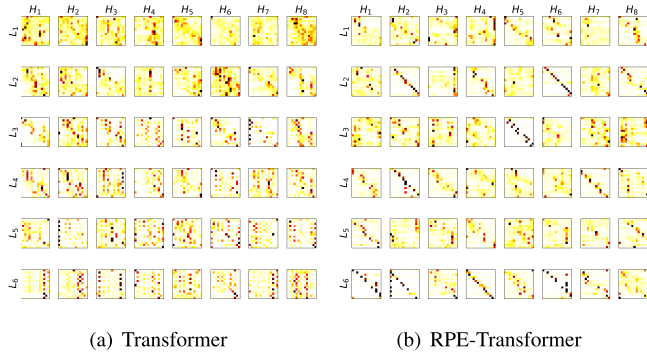 H1 H2 H3 H4 H5 H6 H7 H8 H1 H2 H3 H4 H5 H6 H7 H8
L1 L1
L2 L2
L3 L3
L4 L4
L5 L5
L6 L6
(a) Transformer (b) RPE-Transformer